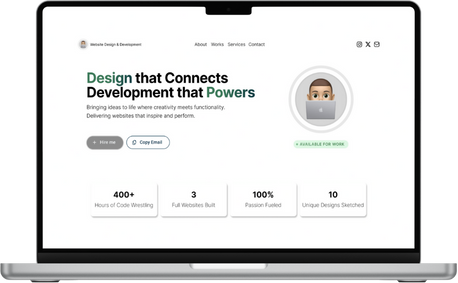 Website Design & Development
About Works Services Contact
Design that Connects
Development that Powers
Bringing ideas to life where creativity meets functionality.
Delivering websites that inspire and perform.
+ Hire me
Copy Email
AVAILABLE FOR WORK
400+
Hours of Code Wrestling
3
Full Websites Built
100%
Passion Fueled
10
Unique Designs Sketched